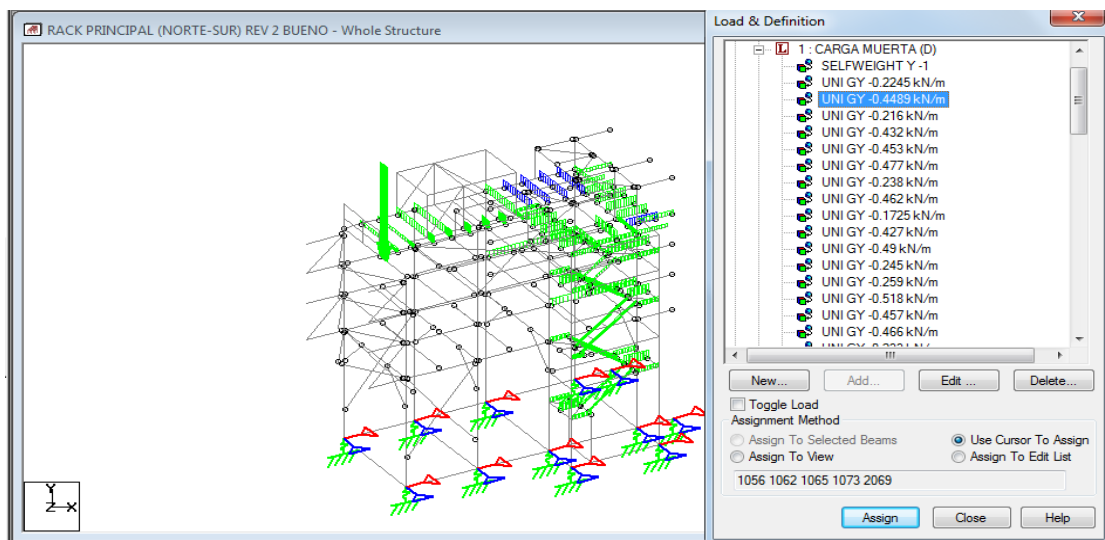 RACK PRINCIPAL (NORTE-SUR) REV 2 BUENO - Whole Structure
Y
Z X
Load & Definition
L 1 : CARGA MUERTA (D)
SELFWEIGHT Y -1
UNI GY -0.2245 kN/m
UNI GY -0.4489 kN/m
UNI GY -0.216 kN/m
UNI GY -0.432 kN/m
UNI GY -0.453 kN/m
UNI GY -0.477 kN/m
UNI GY -0.238 kN/m
UNI GY -0.462 kN/m
UNI GY -0.1725 kN/m
UNI GY -0.427 kN/m
UNI GY -0.49 kN/m
UNI GY -0.245 kN/m
UNI GY -0.259 kN/m
UNI GY -0.518 kN/m
UNI GY -0.457 kN/m
UNI GY -0.466 kN/m
New... Add... Edit ... Delete...
Toggle Load
Assignment Method
Assign To Selected Beams Use Cursor To Assign
Assign To View Assign To Edit List
1056 1062 1065 1073 2069
Assign Close Help